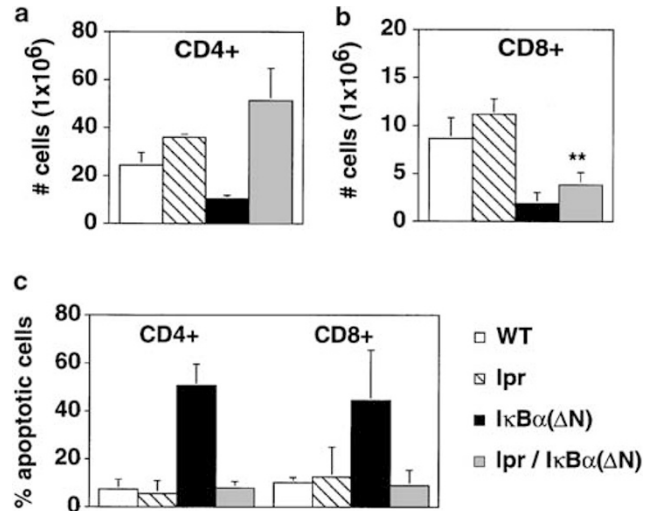 a
80
60
40
20
0
# cells (1x10⁶)
CD4+
b
20
15
10
5
0
# cells (1x10⁶)
CD8+
**
c
80
60
40
20
0
% apoptotic cells
CD4+
CD8+
WT
lpr
IκBα(ΔN)
lpr / IκBα(ΔN)